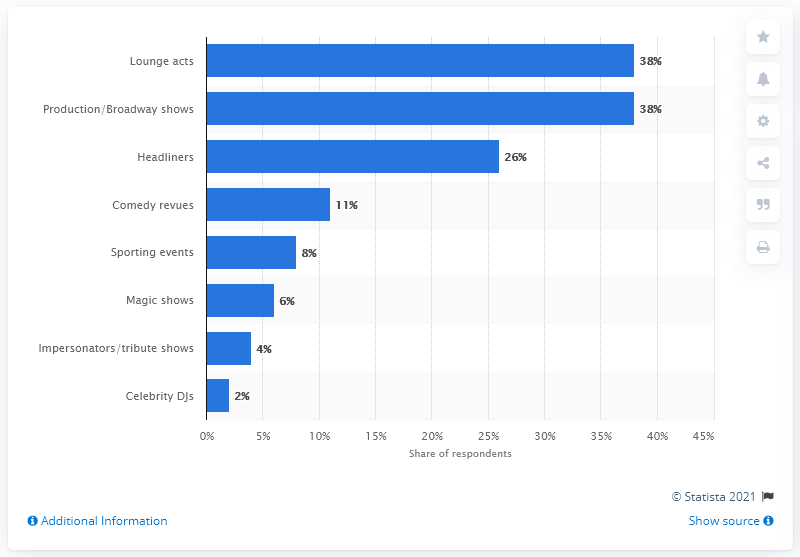 Lounge acts 38%
Production/Broadway shows 38%
Headliners 26%
Comedy revues 11%
Sporting events 8%
Magic shows 6%
Impersonators/tribute shows 4%
Celebrity DJs 2%
0% 5% 10% 15% 20% 25% 30% 35% 40% 45%
Share of respondents
© Statista 2021
Additional Information Show source